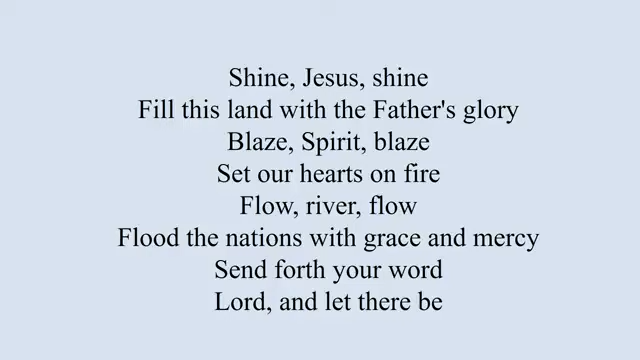 Shine, Jesus, shine
Fill this land with the Father's glory
Blaze, Spirit, blaze
Set our hearts on fire
Flow, river, flow
Flood the nations with grace and mercy
Send forth your word
Lord, and let there be